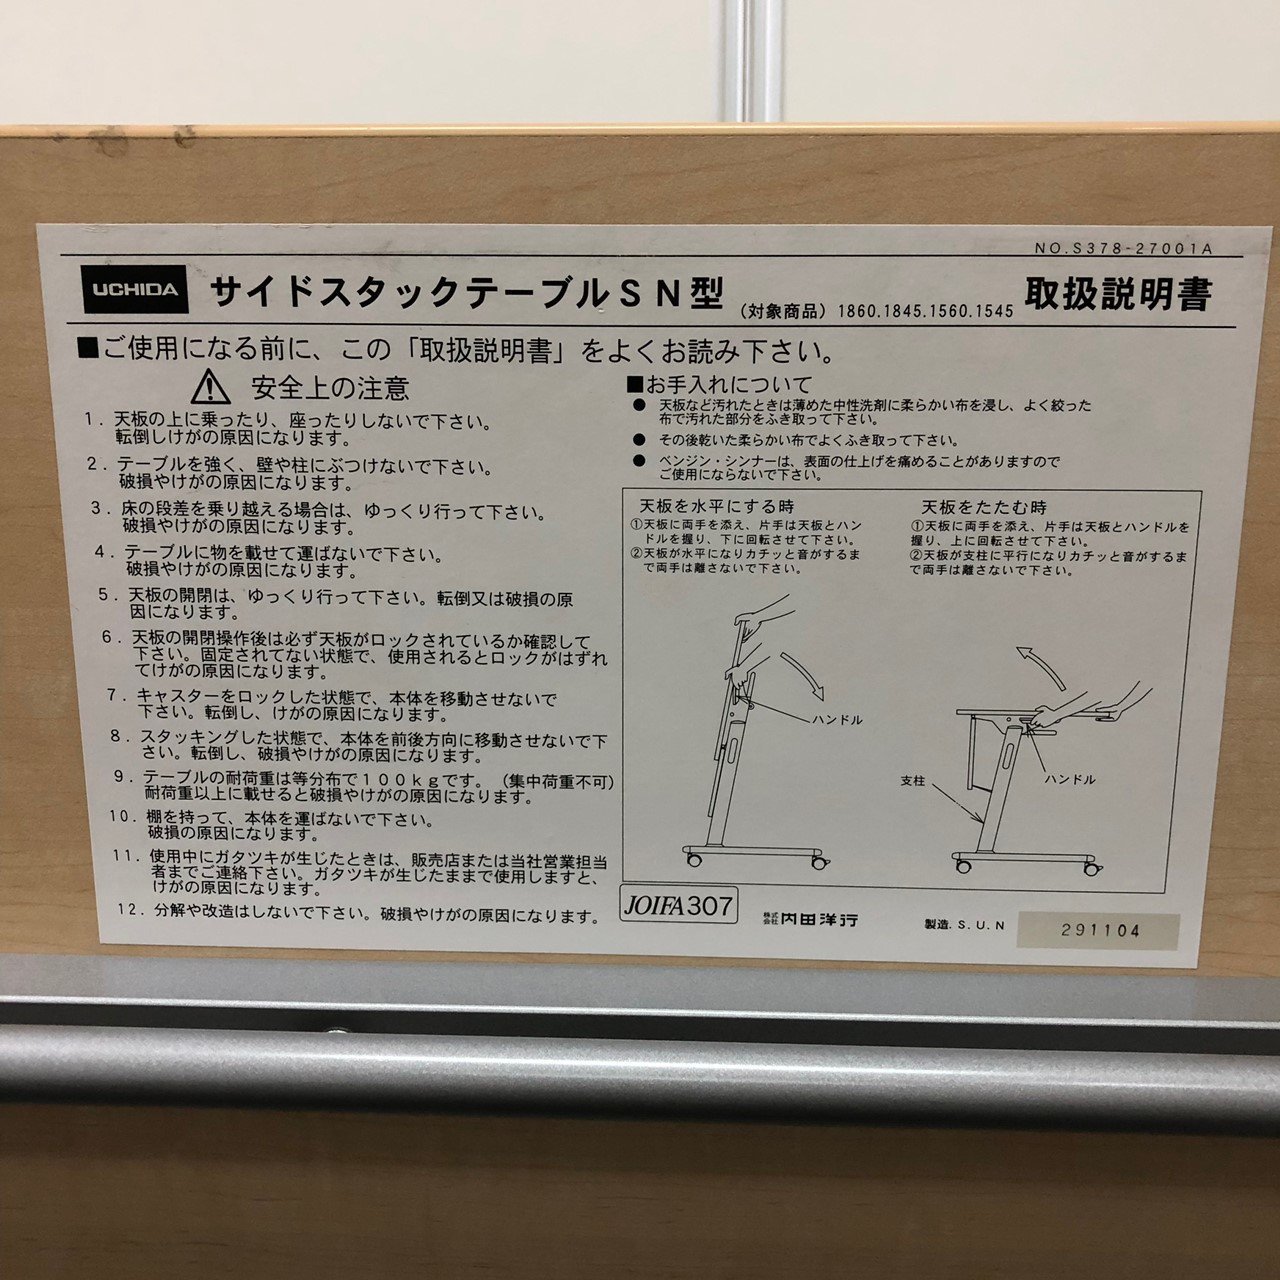 NO.S378-27001A
UCHIDA サイドスタックテーブルSN型 (対象商品) 1860.1845.1560.1545 取扱説明書
■ご使用になる前に、この「取扱説明書」をよくお読み下さい。
安全上の注意
1. 天板の上に乗ったり、座ったりしないで下さい。
転倒しけがの原因になります。
2. テーブルを強く、壁や柱にぶつけないで下さい。
破損やけがの原因になります。
3. 床の段差を乗り越える場合は、ゆっくり行って下さい。
破損やけがの原因になります。
4. テーブルに物を載せて運ばないで下さい。
破損やけがの原因になります。
5. 天板の開閉は、ゆっくり行って下さい。転倒又は破損の原
因になります。
6. 天板の開閉操作後は必ず天板がロックされているか確認して
下さい。固定されてない状態で、使用されるとロックがはずれ
てけがの原因になります。
7. キャスターをロックした状態で、本体を移動させないで
下さい。転倒し、けがの原因になります。
8. スタッキングした状態で、本体を前後方向に移動させないで下
さい。転倒し、破損やけがの原因になります。
9. テーブルの耐荷重は等分布で100kgです。(集中荷重不可)
耐荷重以上に載せると破損やけがの原因になります。
10. 棚を持って、本体を運ばないで下さい。
破損の原因になります。
11. 使用中にガタツキが生じたときは、販売店または当社営業担当
者までご連絡下さい。ガタツキが生じたままで使用しますと、
けがの原因になります。
12. 分解や改造はしないで下さい。破損やけがの原因になります。
■お手入れについて
● 天板など汚れたときは薄めた中性洗剤に柔らかい布を浸し、よく絞った
布で汚れた部分をふき取って下さい。
● その後乾いた柔らかい布でよくふき取って下さい。
● ベンジン・シンナーは、表面の仕上げを痛めることがありますので
ご使用にならないで下さい。
天板を水平にする時
①天板に両手を添え、片手は天板とハン
ドルを握り、下に回転させて下さい。
②天板が水平になりカチッと音がするま
で両手は離さないで下さい。
ハンドル
天板をたたむ時
①天板に両手を添え、片手は天板とハンドルを
握り、上に回転させて下さい。
②天板が支柱に平行になりカチッと音がするま
で両手は離さないで下さい。
支柱
ハンドル
JOIFA307
株式会社 内田洋行
製造.S.U.N
291104